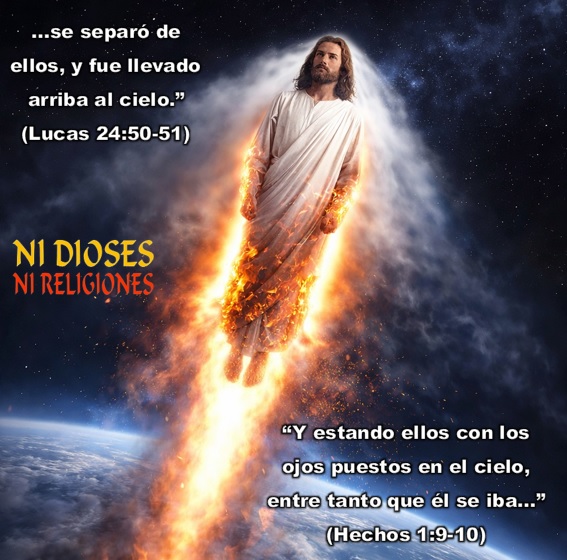 ...se separó de
ellos, y fue llevado
arriba al cielo.”
(Lucas 24:50-51)
NI DIOSES
NI RELIGIONES
“Y estando ellos con los
ojos puestos en el cielo,
entre tanto que él se iba...”
(Hechos 1:9-10)